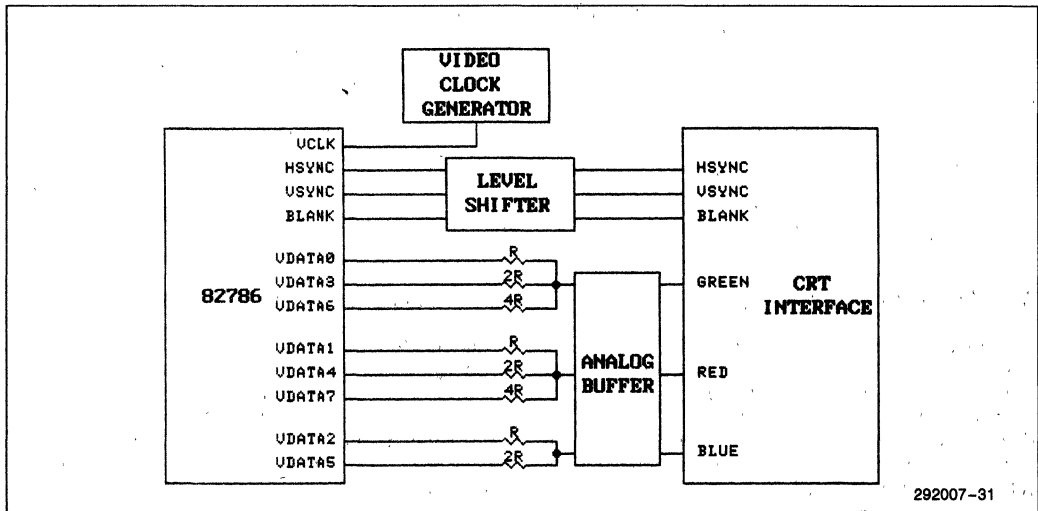 VIDEO
CLOCK
GENERATOR
VCLK
HSYNC
VSYNC
BLANK
LEVEL
SHIFTER
HSYNC
VSYNC
BLANK
82786
VDATA0
VDATA3
VDATA6
R
2R
4R
VDATA1
VDATA4
VDATA7
R
2R
4R
VDATA2
VDATA5
R
2R
ANALOG
BUFFER
GREEN
RED
BLUE
CRT
INTERFACE
292007-31